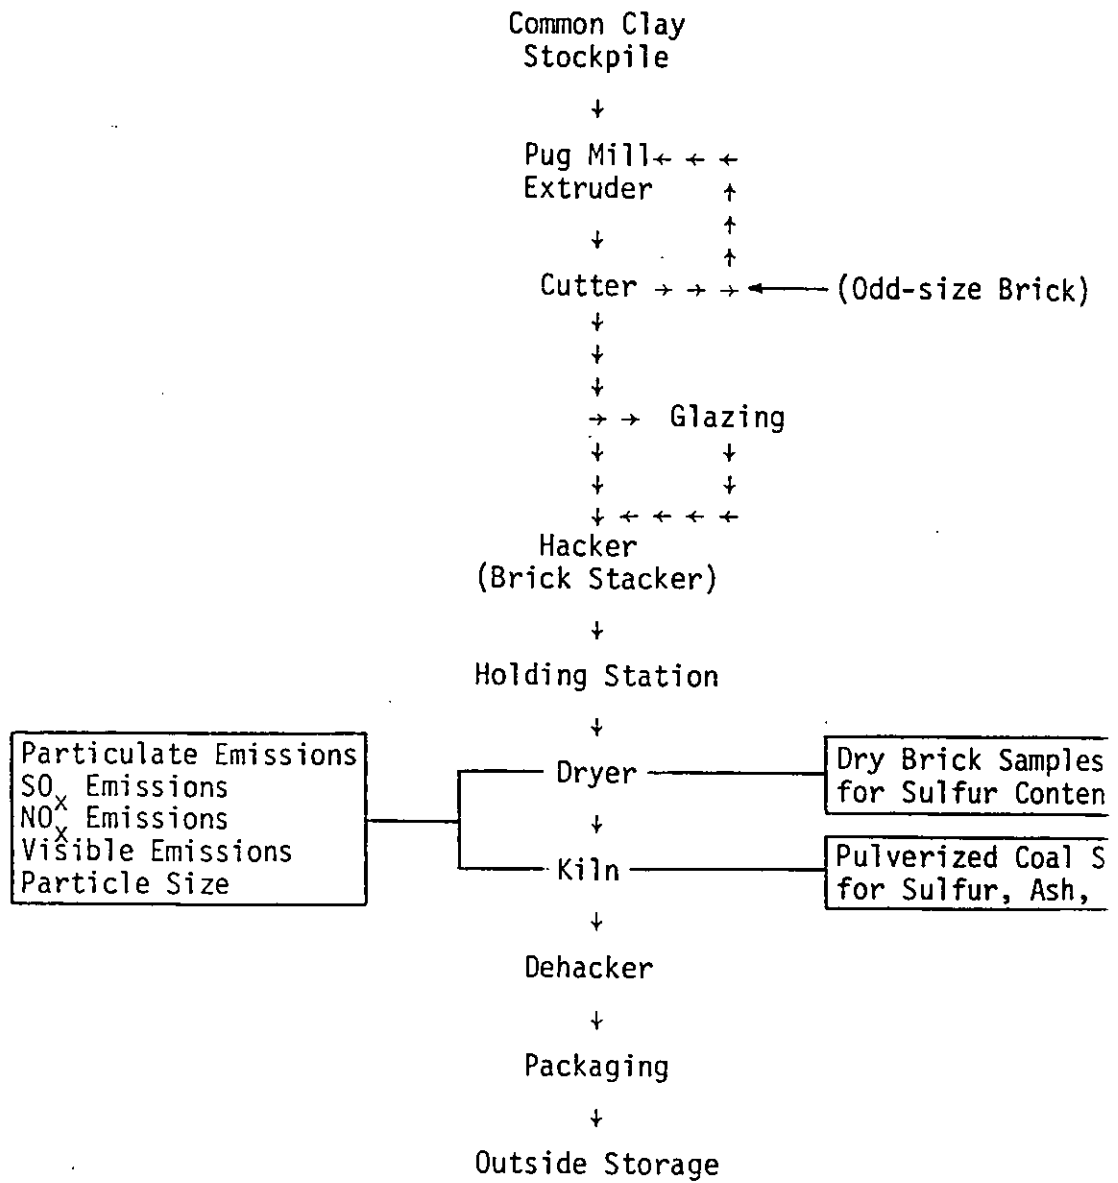 Common Clay
Stockpile
↓
Pug Mill← ← ←
Extruder ↑
↓ ↑
↑
Cutter → → → ← (Odd-size Brick)
↓
↓
↓
→ → Glazing
↓ ↓
↓ ↓
↓ ← ← ← ←
Hacker
(Brick Stacker)
↓
Holding Station
↓
Particulate Emissions
SOx Emissions
NOx Emissions
Visible Emissions
Particle Size
Dryer
Dry Brick Samples
for Sulfur Conten
↓
Kiln
Pulverized Coal S
for Sulfur, Ash,
↓
Dehacker
↓
Packaging
↓
Outside Storage